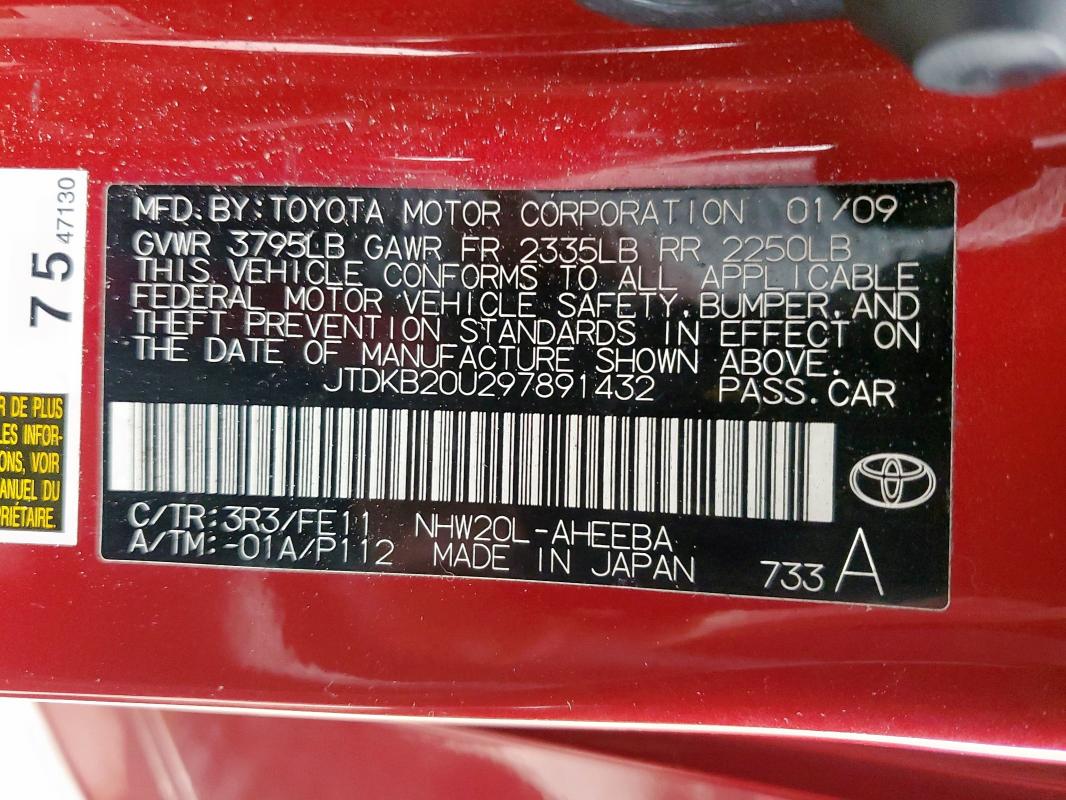 75
47130
R DE PLUS
LES INFOR-
ONS, VOIR
MANUEL DU
PRIÉTAIRE.
MFD. BY: TOYOTA MOTOR CORPORATION 01/09
GVWR 3795LB GAWR FR 2335LB RR 2250LB
THIS VEHICLE CONFORMS TO ALL APPLICABLE
FEDERAL MOTOR VEHICLE SAFETY, BUMPER, AND
THEFT PREVENTION STANDARDS IN EFFECT ON
THE DATE OF MANUFACTURE SHOWN ABOVE.
JTDKB20U297891432 PASS. CAR
C/TR: 3R3/FE11 NHW20L-AHEEBA
A/TM: -01A/P112 MADE IN JAPAN 733 A